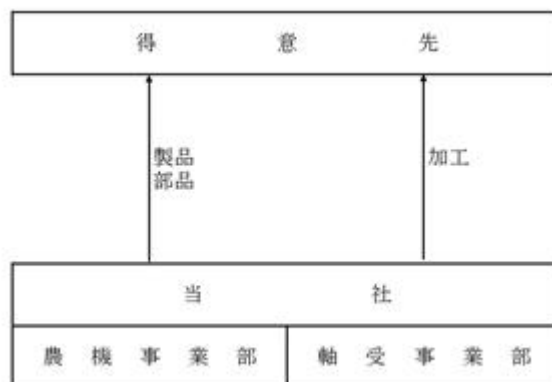 得意先
製品
部品
加工
当社
農機事業部
軸受事業部